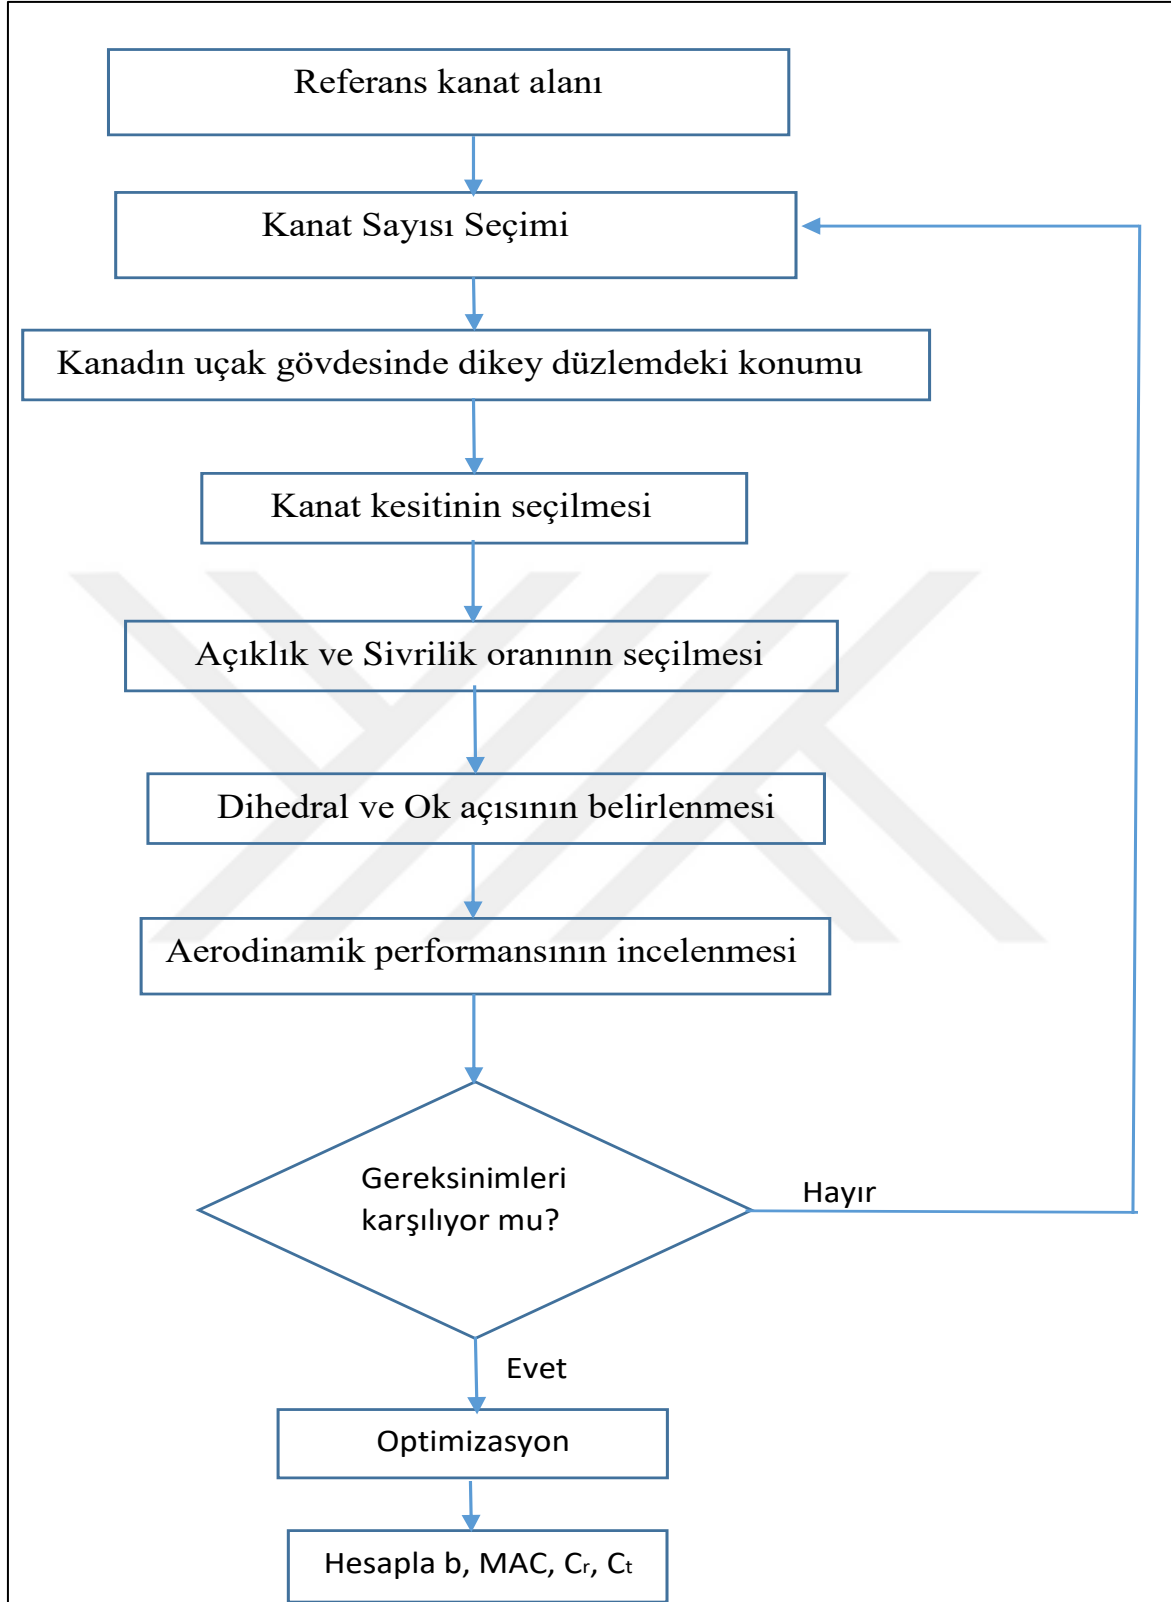 Referans kanat alanı
Kanat Sayısı Seçimi
Kanadın uçak gövdesinde dikey düzlemdeki konumu
Kanat kesitinin seçilmesi
Açıklık ve Sivrilik oranının seçilmesi
Dihedral ve Ok açısının belirlenmesi
Aerodinamik performansının incelenmesi
Gereksinimleri
karşılıyor mu?
Hayır
Evet
Optimizasyon
Hesapla b, MAC, Cr, Ct